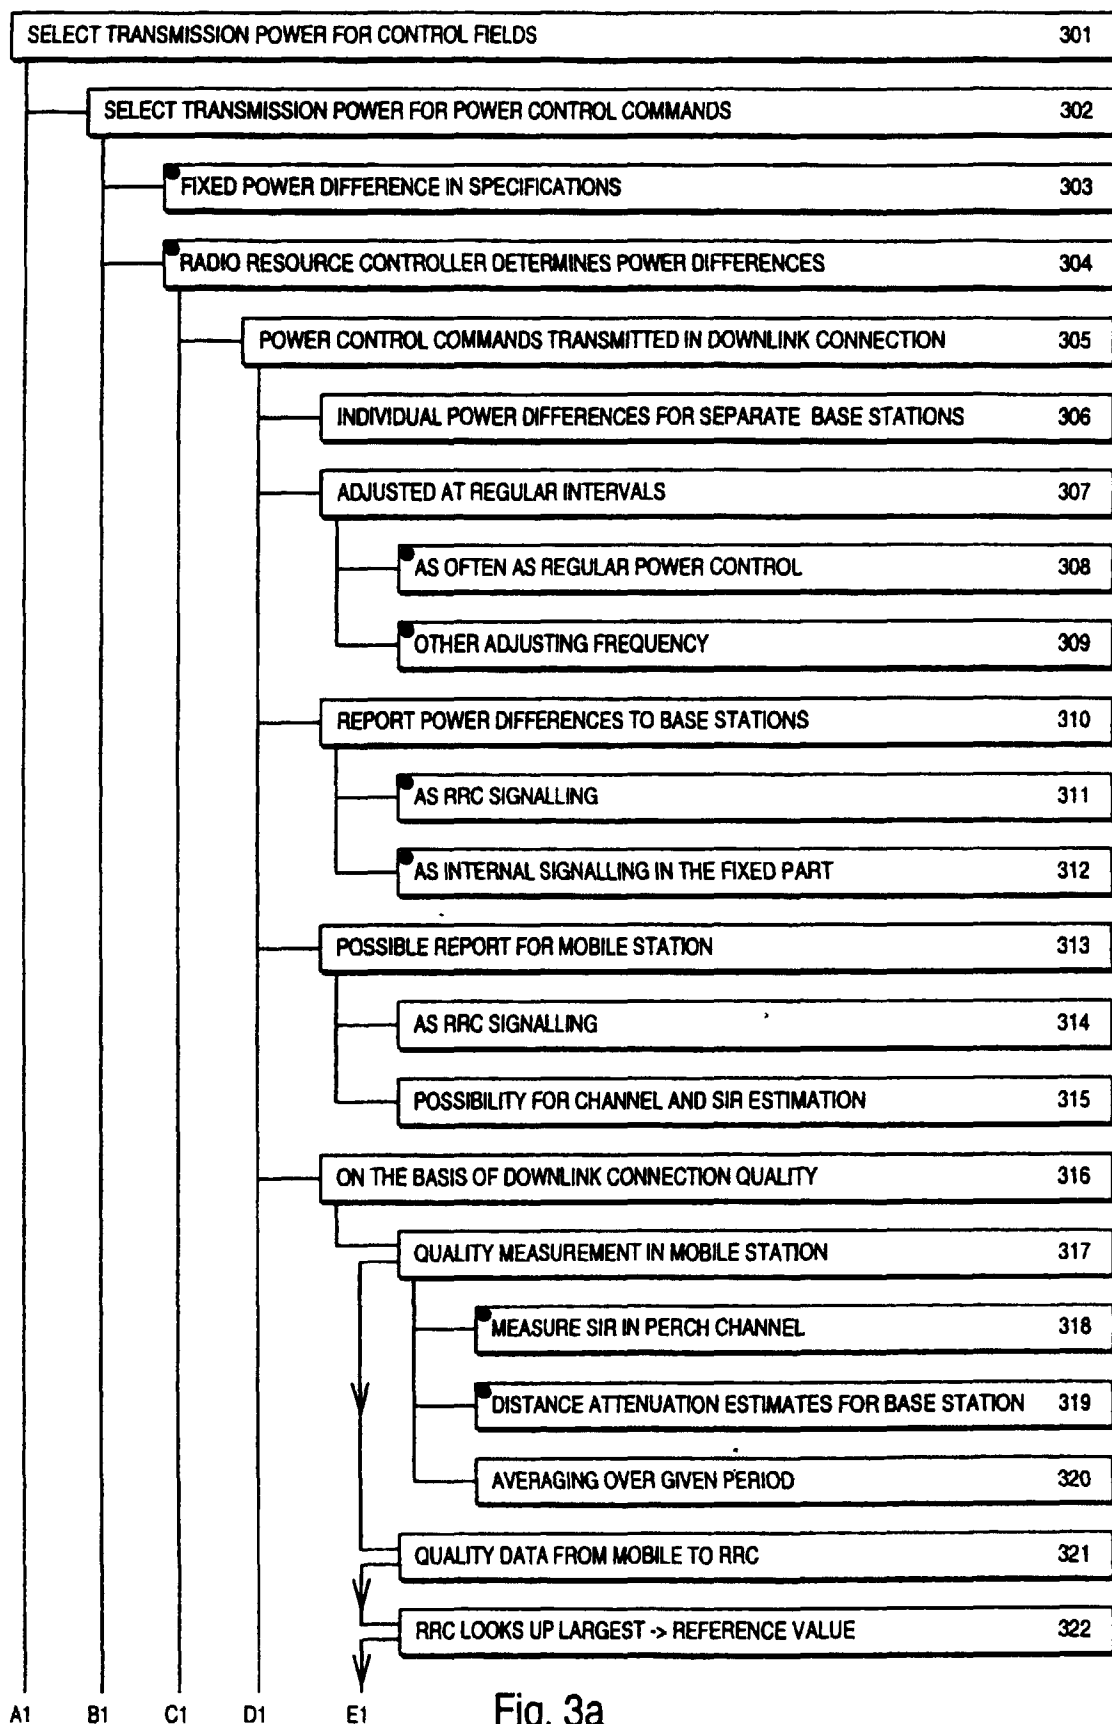 SELECT TRANSMISSION POWER FOR CONTROL FIELDS 301
SELECT TRANSMISSION POWER FOR POWER CONTROL COMMANDS 302
FIXED POWER DIFFERENCE IN SPECIFICATIONS 303
RADIO RESOURCE CONTROLLER DETERMINES POWER DIFFERENCES 304
POWER CONTROL COMMANDS TRANSMITTED IN DOWNLINK CONNECTION 305
INDIVIDUAL POWER DIFFERENCES FOR SEPARATE BASE STATIONS 306
ADJUSTED AT REGULAR INTERVALS 307
AS OFTEN AS REGULAR POWER CONTROL 308
OTHER ADJUSTING FREQUENCY 309
REPORT POWER DIFFERENCES TO BASE STATIONS 310
AS RRC SIGNALLING 311
AS INTERNAL SIGNALLING IN THE FIXED PART 312
POSSIBLE REPORT FOR MOBILE STATION 313
AS RRC SIGNALLING 314
POSSIBILITY FOR CHANNEL AND SIR ESTIMATION 315
ON THE BASIS OF DOWNLINK CONNECTION QUALITY 316
QUALITY MEASUREMENT IN MOBILE STATION 317
MEASURE SIR IN PERCH CHANNEL 318
DISTANCE ATTENUATION ESTIMATES FOR BASE STATION 319
AVERAGING OVER GIVEN PERIOD 320
QUALITY DATA FROM MOBILE TO RRC 321
RRC LOOKS UP LARGEST -> REFERENCE VALUE 322
A1 B1 C1 D1 E1 Fig. 3a